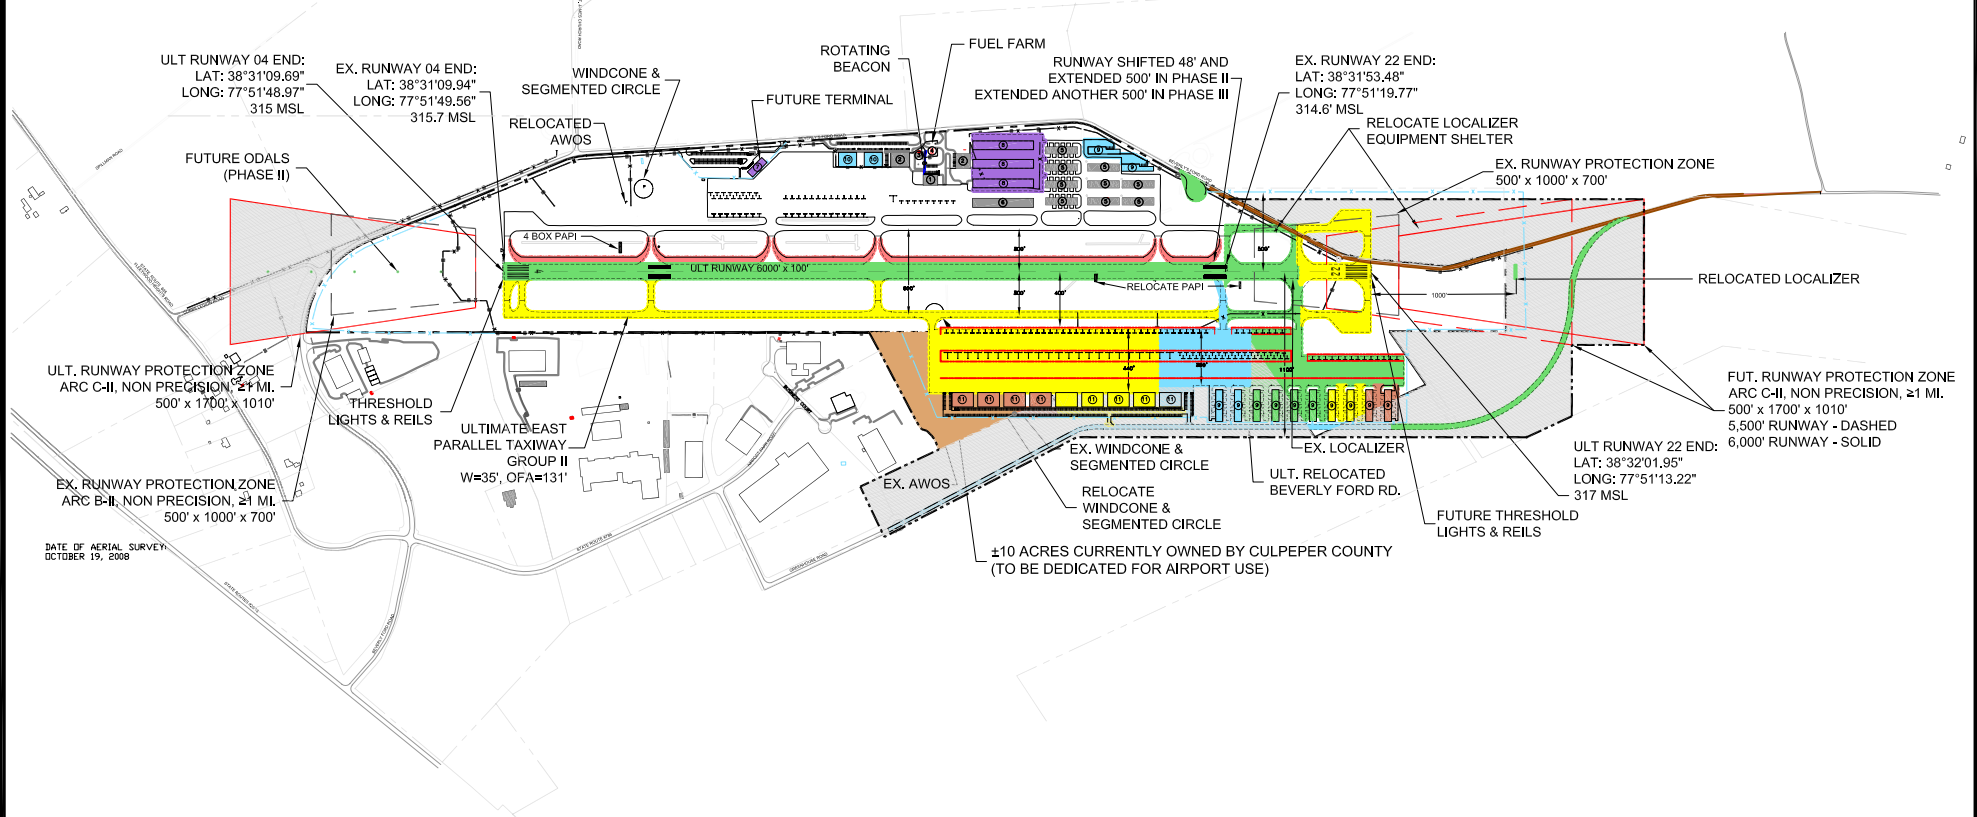 ULT RUNWAY 04 END:
LAT: 38°31'09.69"
LONG: 77°51'48.97"
315 MSL
EX. RUNWAY 04 END:
LAT: 38°31'09.94"
LONG: 77°51'49.56"
315.7 MSL
WINDCONE &
SEGMENTED CIRCLE
RELOCATED
AWOS
FUTURE ODALS
(PHASE II)
ROTATING
BEACON
FUEL FARM
FUTURE TERMINAL
RUNWAY SHIFTED 48' AND
EXTENDED 500' IN PHASE II
EXTENDED ANOTHER 500' IN PHASE III
EX. RUNWAY 22 END:
LAT: 38°31'53.48"
LONG: 77°51'19.77"
314.6' MSL
RELOCATE LOCALIZER
EQUIPMENT SHELTER
EX. RUNWAY PROTECTION ZONE
500' x 1000' x 700'
4 BOX PAPI
ULT RUNWAY 6000' x 100'
RELOCATE PAPI
400'
22
1000'
RELOCATED LOCALIZER
ULT. RUNWAY PROTECTION ZONE
ARC C-II, NON PRECISION, ≥1 MI.
500' x 1700' x 1010'
THRESHOLD
LIGHTS & REILS
ULTIMATE EAST
PARALLEL TAXIWAY
GROUP II
W=35', OFA=131'
EX. RUNWAY PROTECTION ZONE
ARC B-II, NON PRECISION, ≥1 MI.
500' x 1000' x 700'
DATE OF AERIAL SURVEY:
OCTOBER 19, 2008
EX. AWOS
EX. WINDCONE &
SEGMENTED CIRCLE
RELOCATE
WINDCONE &
SEGMENTED CIRCLE
EX. LOCALIZER
ULT. RELOCATED
BEVERLY FORD RD.
±10 ACRES CURRENTLY OWNED BY CULPEPER COUNTY
(TO BE DEDICATED FOR AIRPORT USE)
FUTURE THRESHOLD
LIGHTS & REILS
ULT RUNWAY 22 END:
LAT: 38°32'01.95"
LONG: 77°51'13.22"
317 MSL
FUT. RUNWAY PROTECTION ZONE
ARC C-II, NON PRECISION, ≥1 MI.
500' x 1700' x 1010'
5,500' RUNWAY - DASHED
6,000' RUNWAY - SOLID
BEVERLY FORD ROAD
GREENHOUSE ROAD